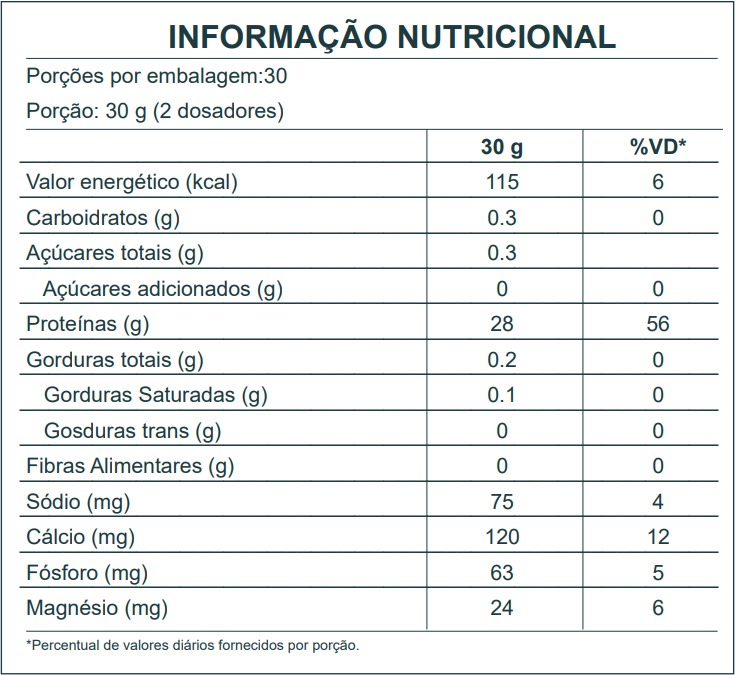 INFORMAÇÃO NUTRICIONAL
Porções por embalagem:30
Porção: 30 g (2 dosadores)
30 g %VD*
Valor energético (kcal) 115 6
Carboidratos (g) 0.3 0
Açúcares totais (g) 0.3
Açúcares adicionados (g) 0 0
Proteínas (g) 28 56
Gorduras totais (g) 0.2 0
Gorduras Saturadas (g) 0.1 0
Gosduras trans (g) 0 0
Fibras Alimentares (g) 0 0
Sódio (mg) 75 4
Cálcio (mg) 120 12
Fósforo (mg) 63 5
Magnésio (mg) 24 6
*Percentual de valores diários fornecidos por porção.